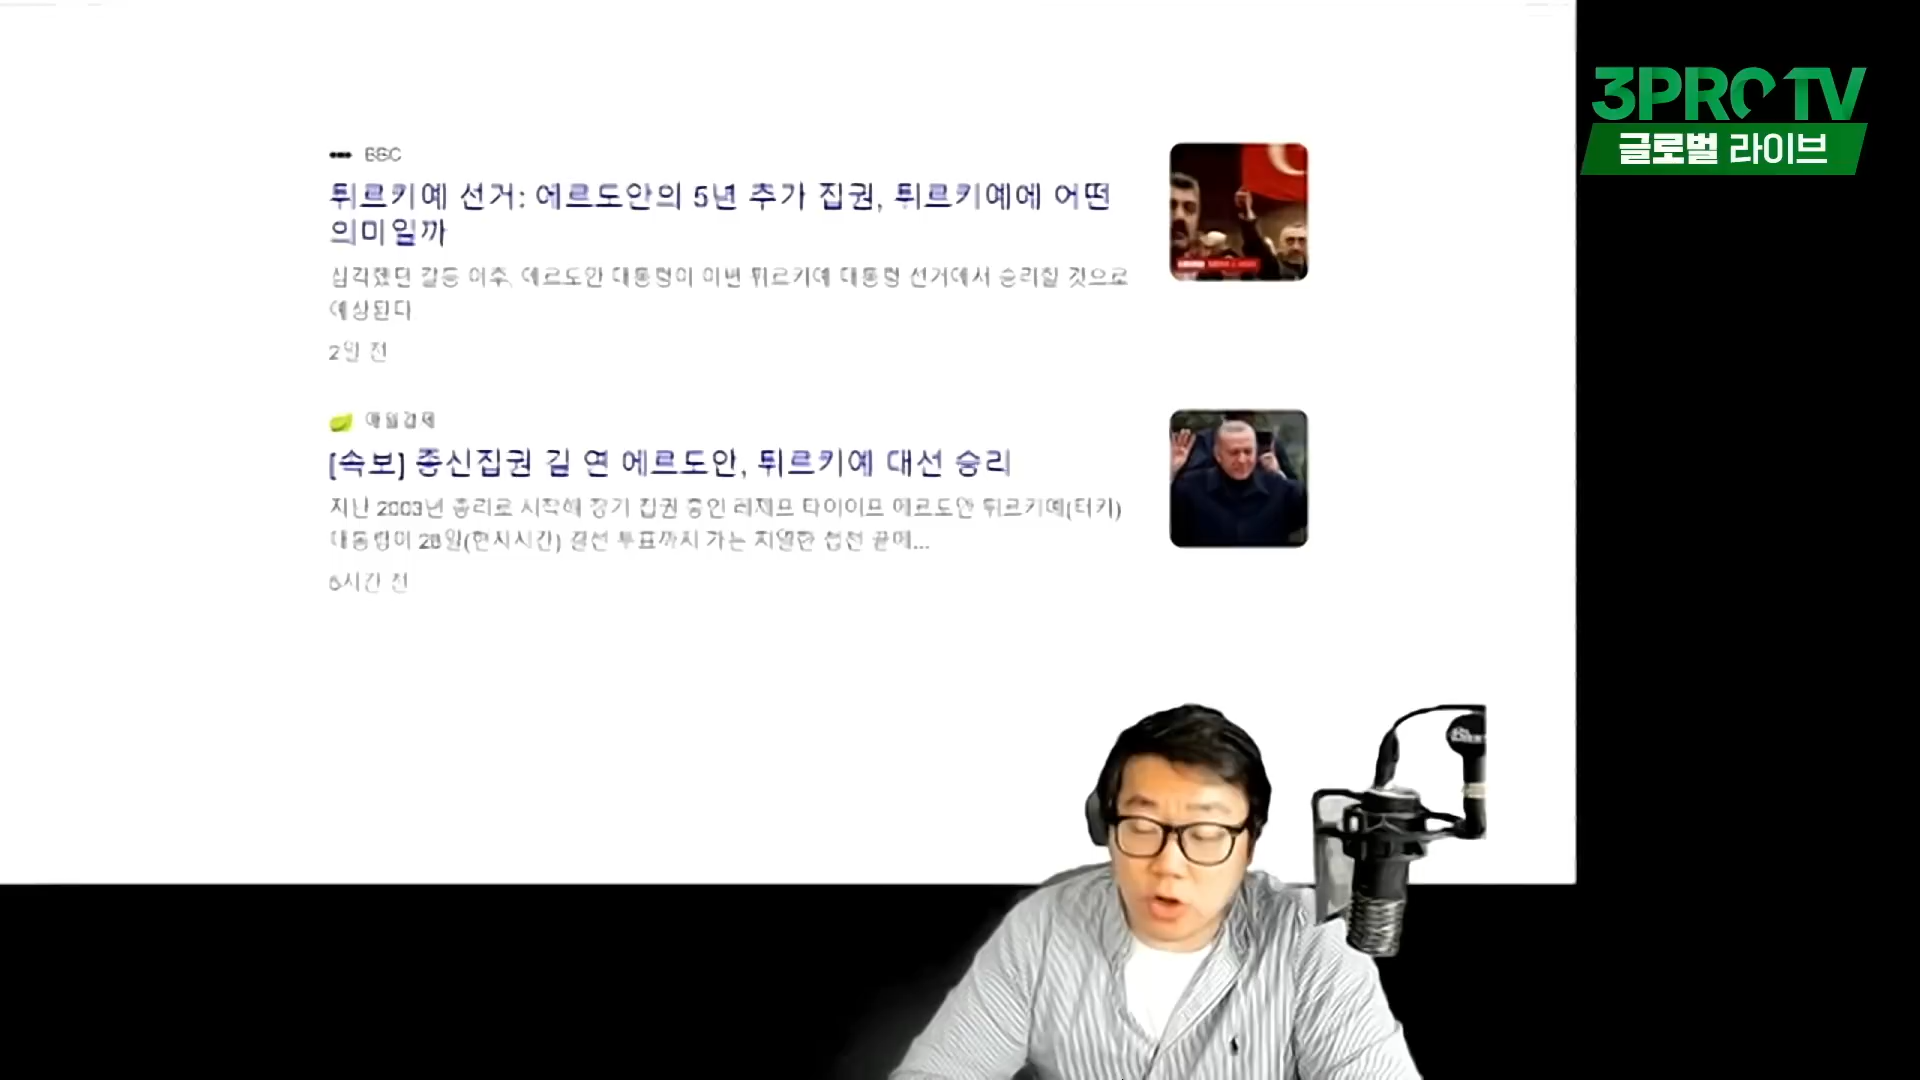 BBC
튀르키예 선거: 에르도안의 5년 추가 집권, 튀르키예에 어떤
의미일까
심각했던 갈등 이후, 에르도안 대통령이 이번 튀르키예 대통령 선거에서 승리할 것으로
예상된다
2일 전
매일경제
[속보] 종신집권 길 연 에르도안, 튀르키예 대선 승리
지난 2003년 총리로 시작해 장기 집권 중인 레제프 타이이프 에르도안 튀르키예(터키)
대통령이 28일(현지시간) 결선 투표까지 가는 치열한 접전 끝에...
6시간 전
3PRO TV
글로벌 라이브